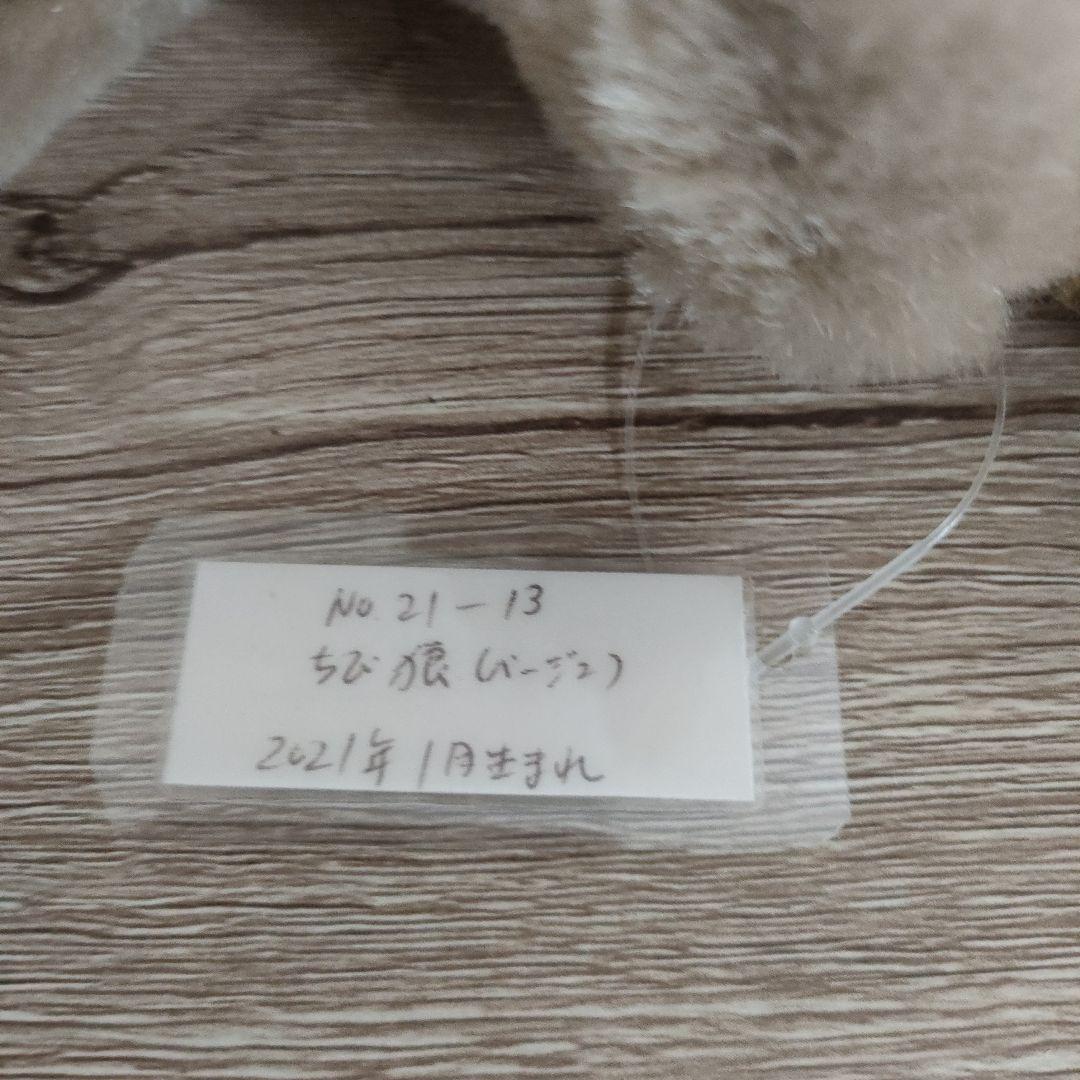 No. 21-13
ちび猿 (ベージュ)
2021年 1月生まれ